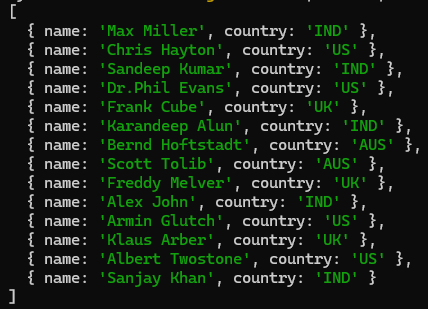 [
  { name: 'Max Miller', country: 'IND' },
  { name: 'Chris Hayton', country: 'US' },
  { name: 'Sandeep Kumar', country: 'IND' },
  { name: 'Dr.Phil Evans', country: 'US' },
  { name: 'Frank Cube', country: 'UK' },
  { name: 'Karandeep Alun', country: 'IND' },
  { name: 'Bernd Hoftstadt', country: 'AUS' },
  { name: 'Scott Tolib', country: 'AUS' },
  { name: 'Freddy Melver', country: 'UK' },
  { name: 'Alex John', country: 'IND' },
  { name: 'Armin Glutch', country: 'US' },
  { name: 'Klaus Arber', country: 'UK' },
  { name: 'Albert Twostone', country: 'US' },
  { name: 'Sanjay Khan', country: 'IND' }
]